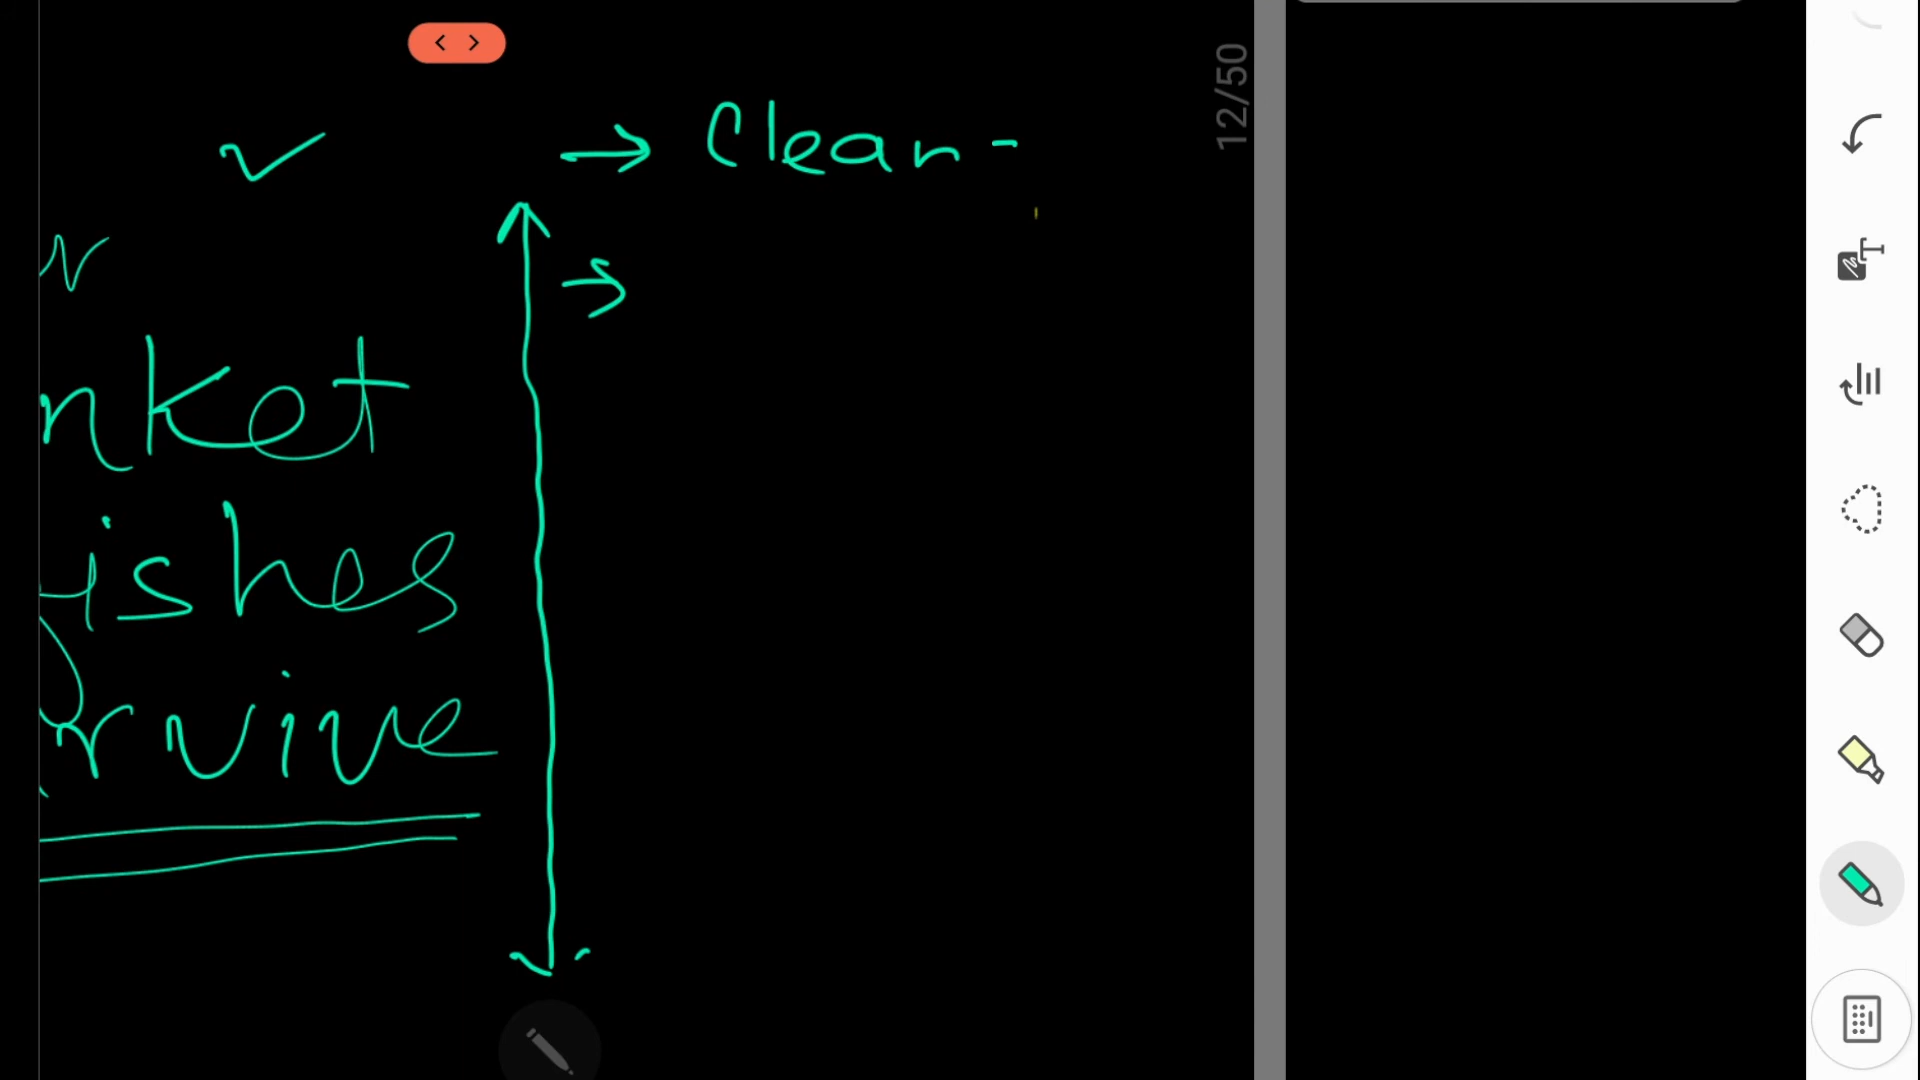 → Clean -
→
nket
ishes
rvive
12/50